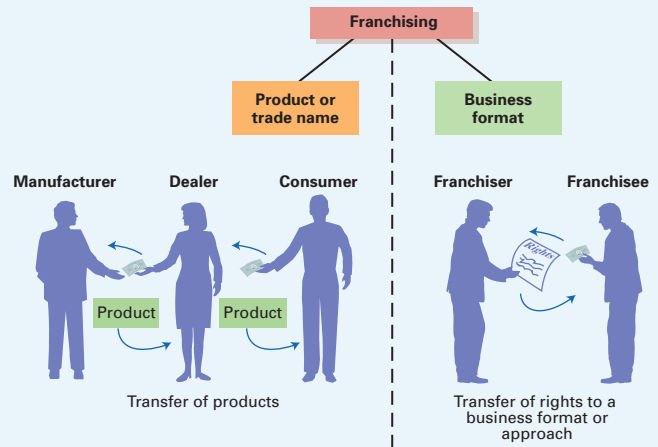 Franchising
Product or
trade name
Business
format
Manufacturer
Dealer
Consumer
Franchiser
Franchisee
Rights
Product
Product
Transfer of products
Transfer of rights to a
business format or
approach